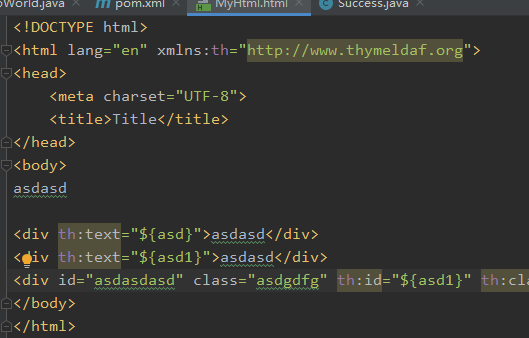 oWorld.java × pom.xml × MyHtml.html × Success.java ×
<!DOCTYPE html>
<html lang="en" xmlns:th="http://www.thymeldaf.org">
<head>
<meta charset="UTF-8">
<title>Title</title>
</head>
<body>
asdasd
<div th:text="${asd}">asdasd</div>
<div th:text="${asd1}">asdasd</div>
<div id="asdasdasd" class="asdgdfg" th:id="${asd1}" th:cla
</body>
</html>